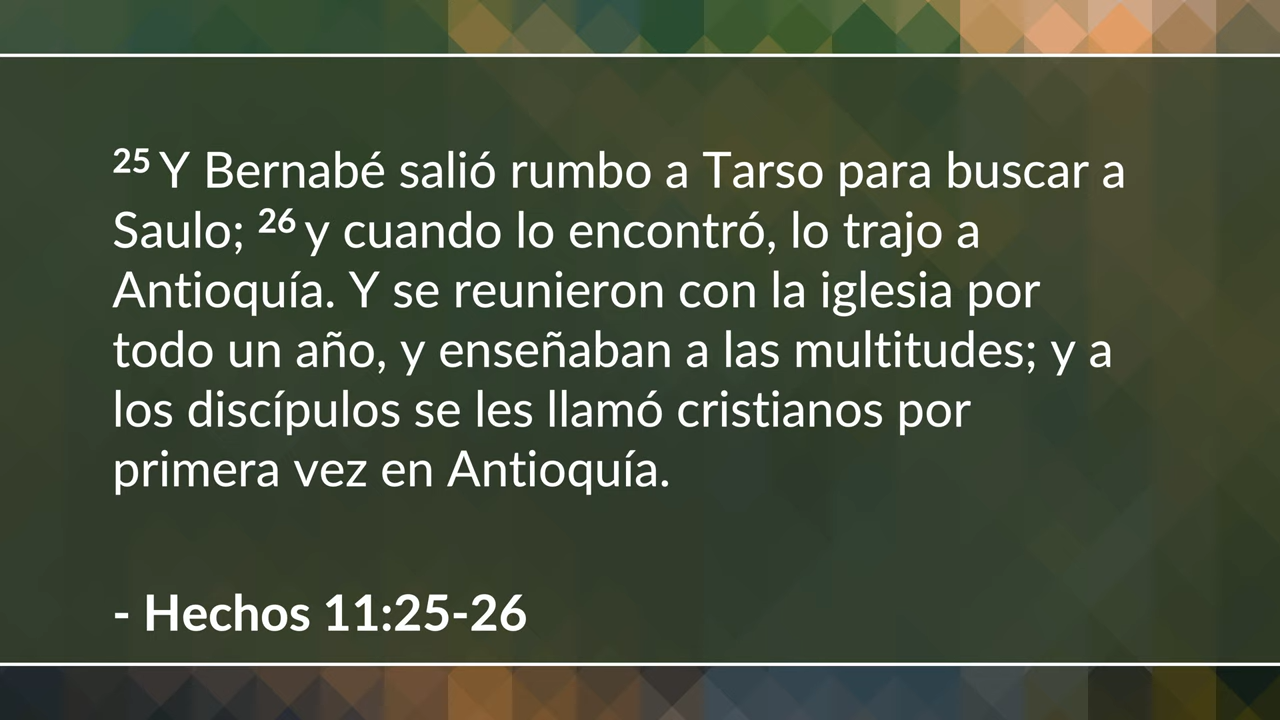 25 Y Bernabé salió rumbo a Tarso para buscar a
Saulo; 26 y cuando lo encontró, lo trajo a
Antioquía. Y se reunieron con la iglesia por
todo un año, y enseñaban a las multitudes; y a
los discípulos se les llamó cristianos por
primera vez en Antioquía.
- Hechos 11:25-26